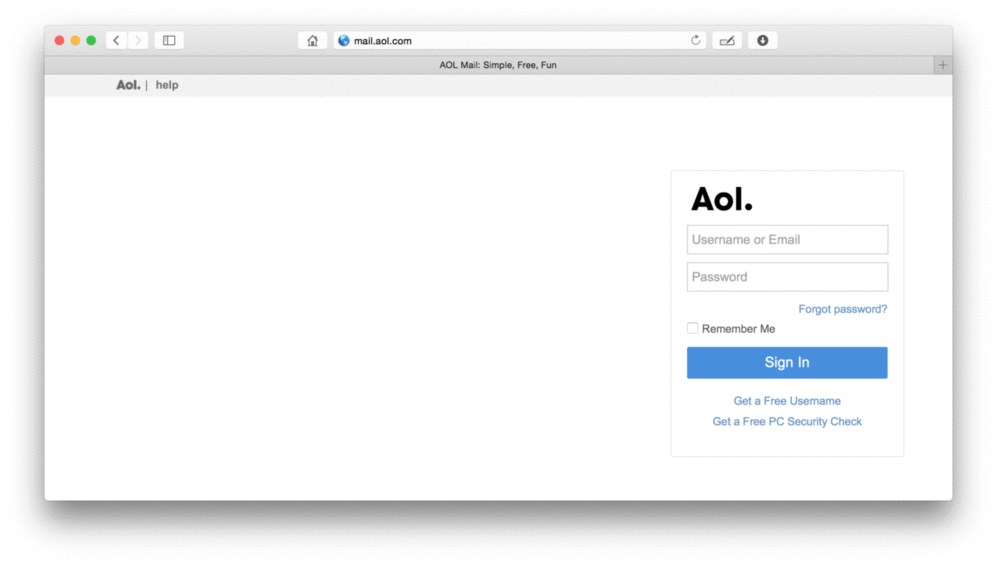 mail.aol.com
AOL Mail: Simple, Free, Fun
Aol. | help
Aol.
Username or Email
Password
Forgot password?
Remember Me
Sign In
Get a Free Username
Get a Free PC Security Check